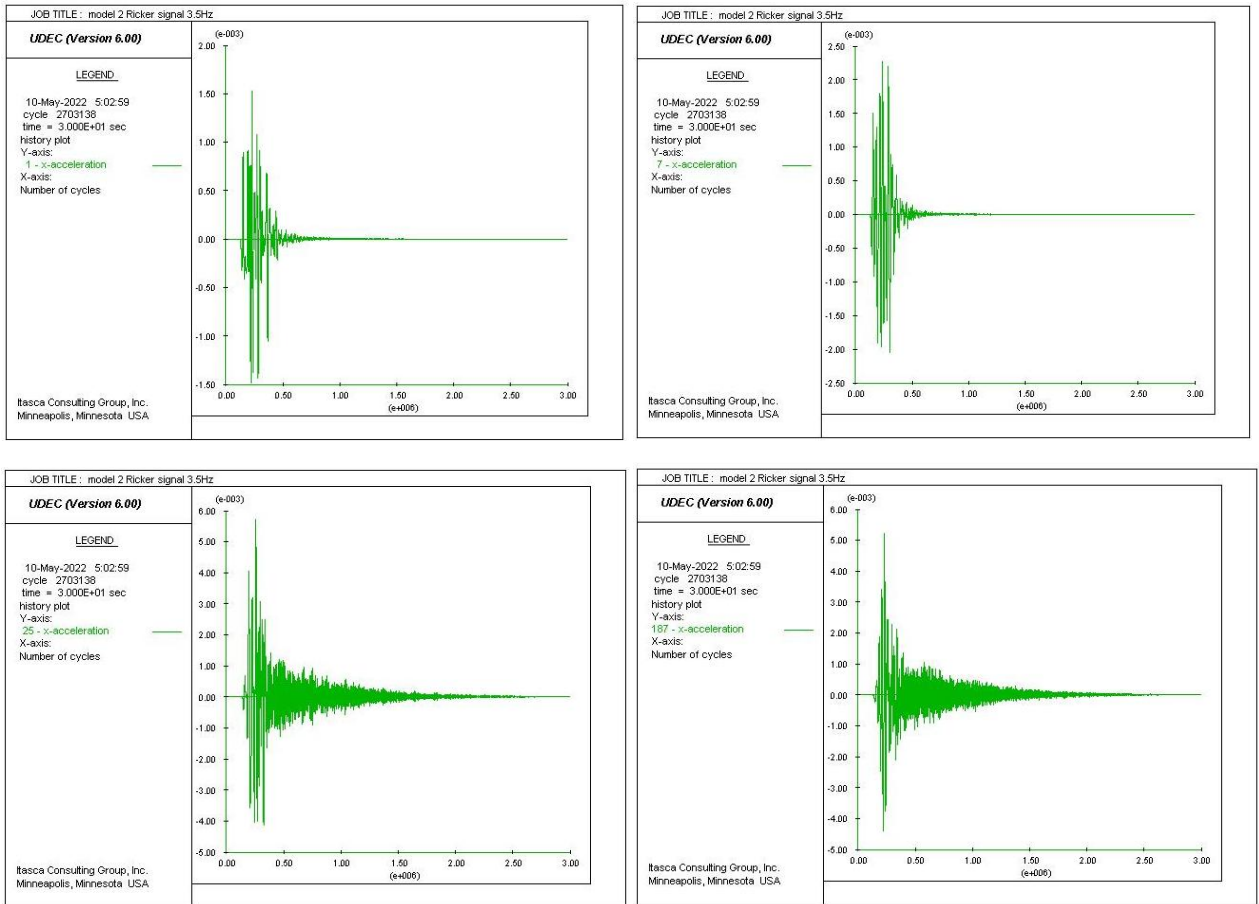 JOB TITLE : model 2 Ricker signal 3.5Hz
UDEC (Version 6.00)
LEGEND
10-May-2022 5:02:59
cycle 2703138
time = 3.000E+01 sec
history plot
Y-axis:
1 - x-acceleration
X-axis:
Number of cycles
Itasca Consulting Group, Inc.
Minneapolis, Minnesota USA
(e-003)
2.00
1.50
1.00
0.50
0.00
-0.50
-1.00
-1.50
0.00 0.50 1.00 1.50 2.00 2.50 3.00
(e+006)
JOB TITLE : model 2 Ricker signal 3.5Hz
UDEC (Version 6.00)
LEGEND
10-May-2022 5:02:59
cycle 2703138
time = 3.000E+01 sec
history plot
Y-axis:
7 - x-acceleration
X-axis:
Number of cycles
Itasca Consulting Group, Inc.
Minneapolis, Minnesota USA
(e-003)
2.50
2.00
1.50
1.00
0.50
0.00
-0.50
-1.00
-1.50
-2.00
-2.50
0.00 0.50 1.00 1.50 2.00 2.50 3.00
(e+006)
JOB TITLE : model 2 Ricker signal 3.5Hz
UDEC (Version 6.00)
LEGEND
10-May-2022 5:02:59
cycle 2703138
time = 3.000E+01 sec
history plot
Y-axis:
25 - x-acceleration
X-axis:
Number of cycles
Itasca Consulting Group, Inc.
Minneapolis, Minnesota USA
(e-003)
6.00
5.00
4.00
3.00
2.00
1.00
0.00
-1.00
-2.00
-3.00
-4.00
-5.00
0.00 0.50 1.00 1.50 2.00 2.50 3.00
(e+006)
JOB TITLE : model 2 Ricker signal 3.5Hz
UDEC (Version 6.00)
LEGEND
10-May-2022 5:02:59
cycle 2703138
time = 3.000E+01 sec
history plot
Y-axis:
187 - x-acceleration
X-axis:
Number of cycles
Itasca Consulting Group, Inc.
Minneapolis, Minnesota USA
(e-003)
6.00
5.00
4.00
3.00
2.00
1.00
0.00
-1.00
-2.00
-3.00
-4.00
-5.00
0.00 0.50 1.00 1.50 2.00 2.50 3.00
(e+006)